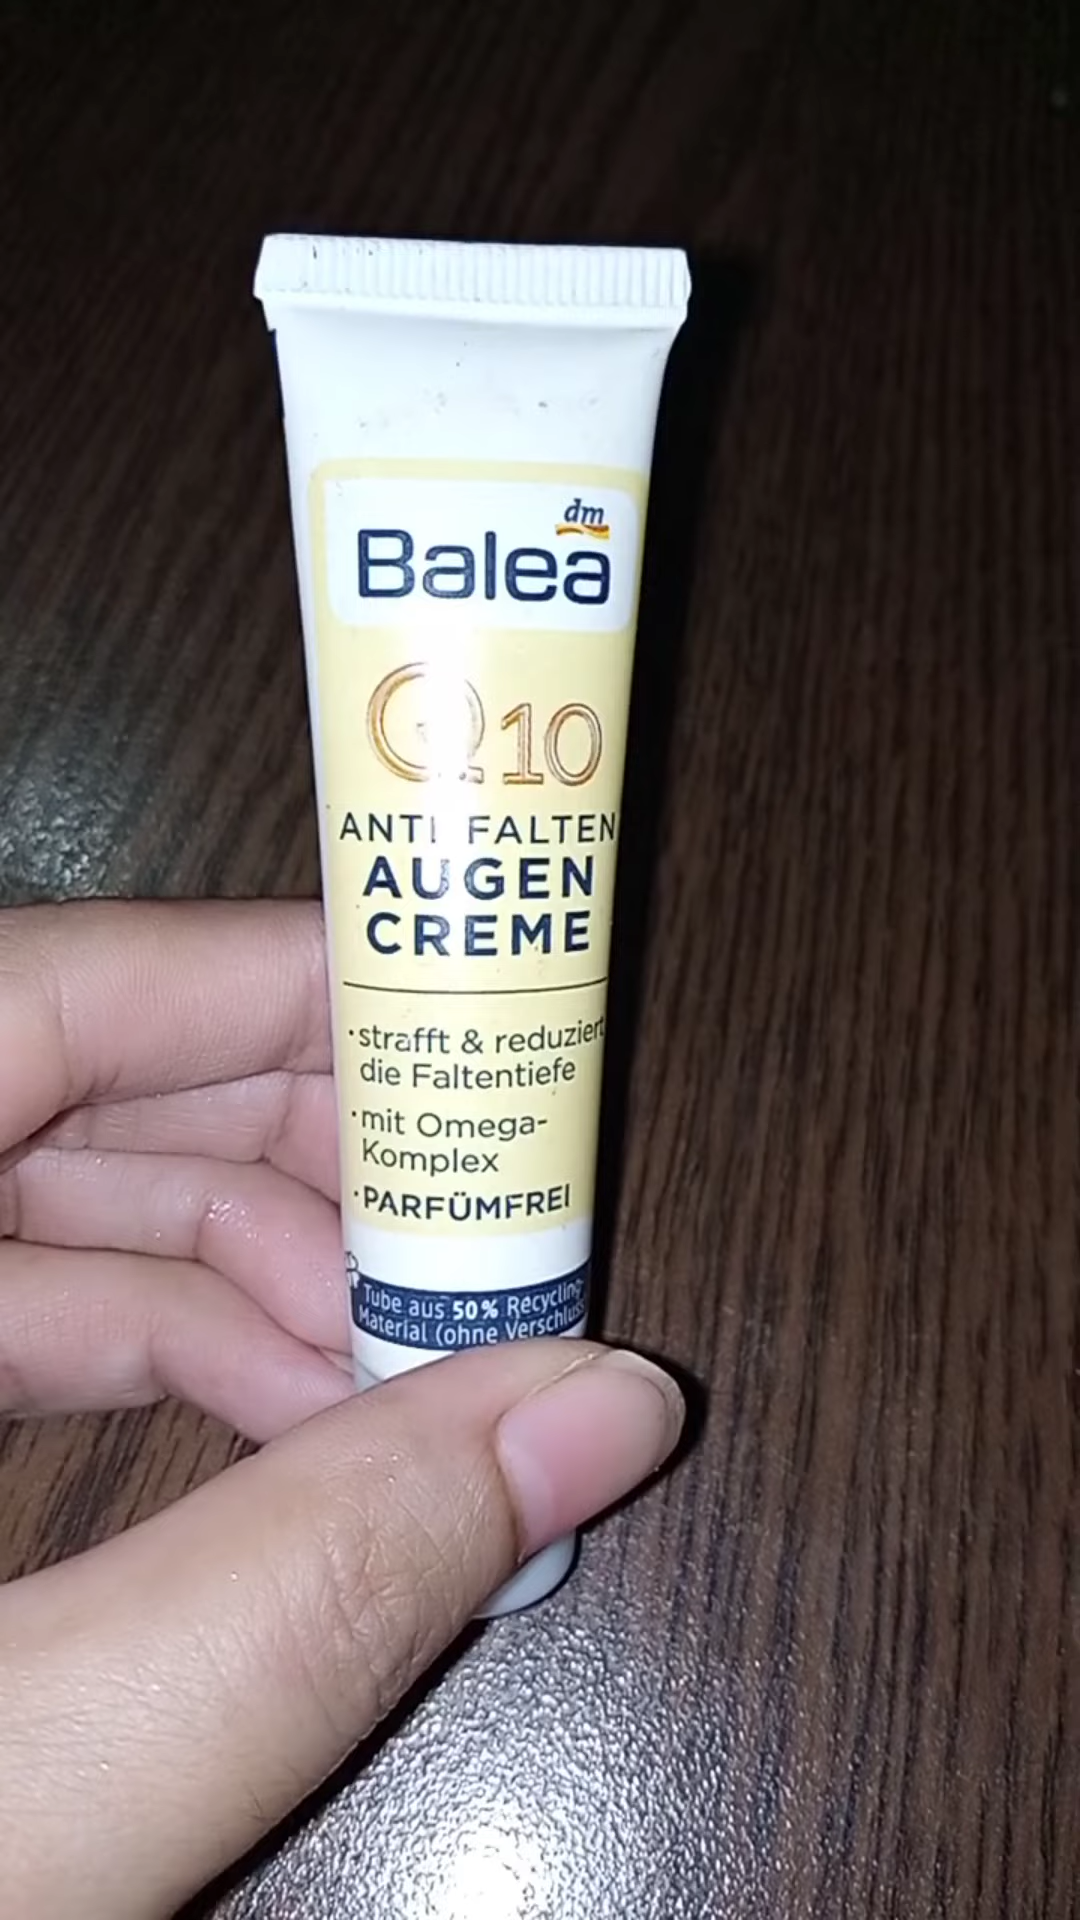 dm
Balea
Q10
ANTI FALTEN
AUGEN
CREME
·strafft & reduziert
die Faltentiefe
·mit Omega-
Komplex
·PARFÜMFREI
Tube aus 50% Recycling-
Material (ohne Verschluss